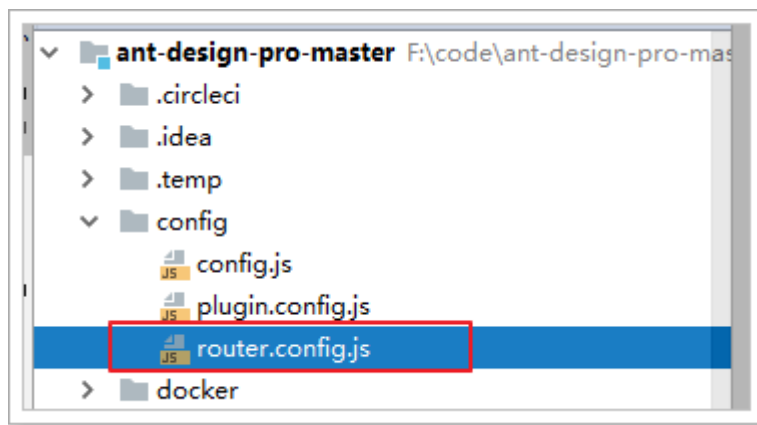 ant-design-pro-master F:\code\ant-design-pro-mas
.circleci
.idea
.temp
config
JS config.js
JS plugin.config.js
JS router.config.js
docker